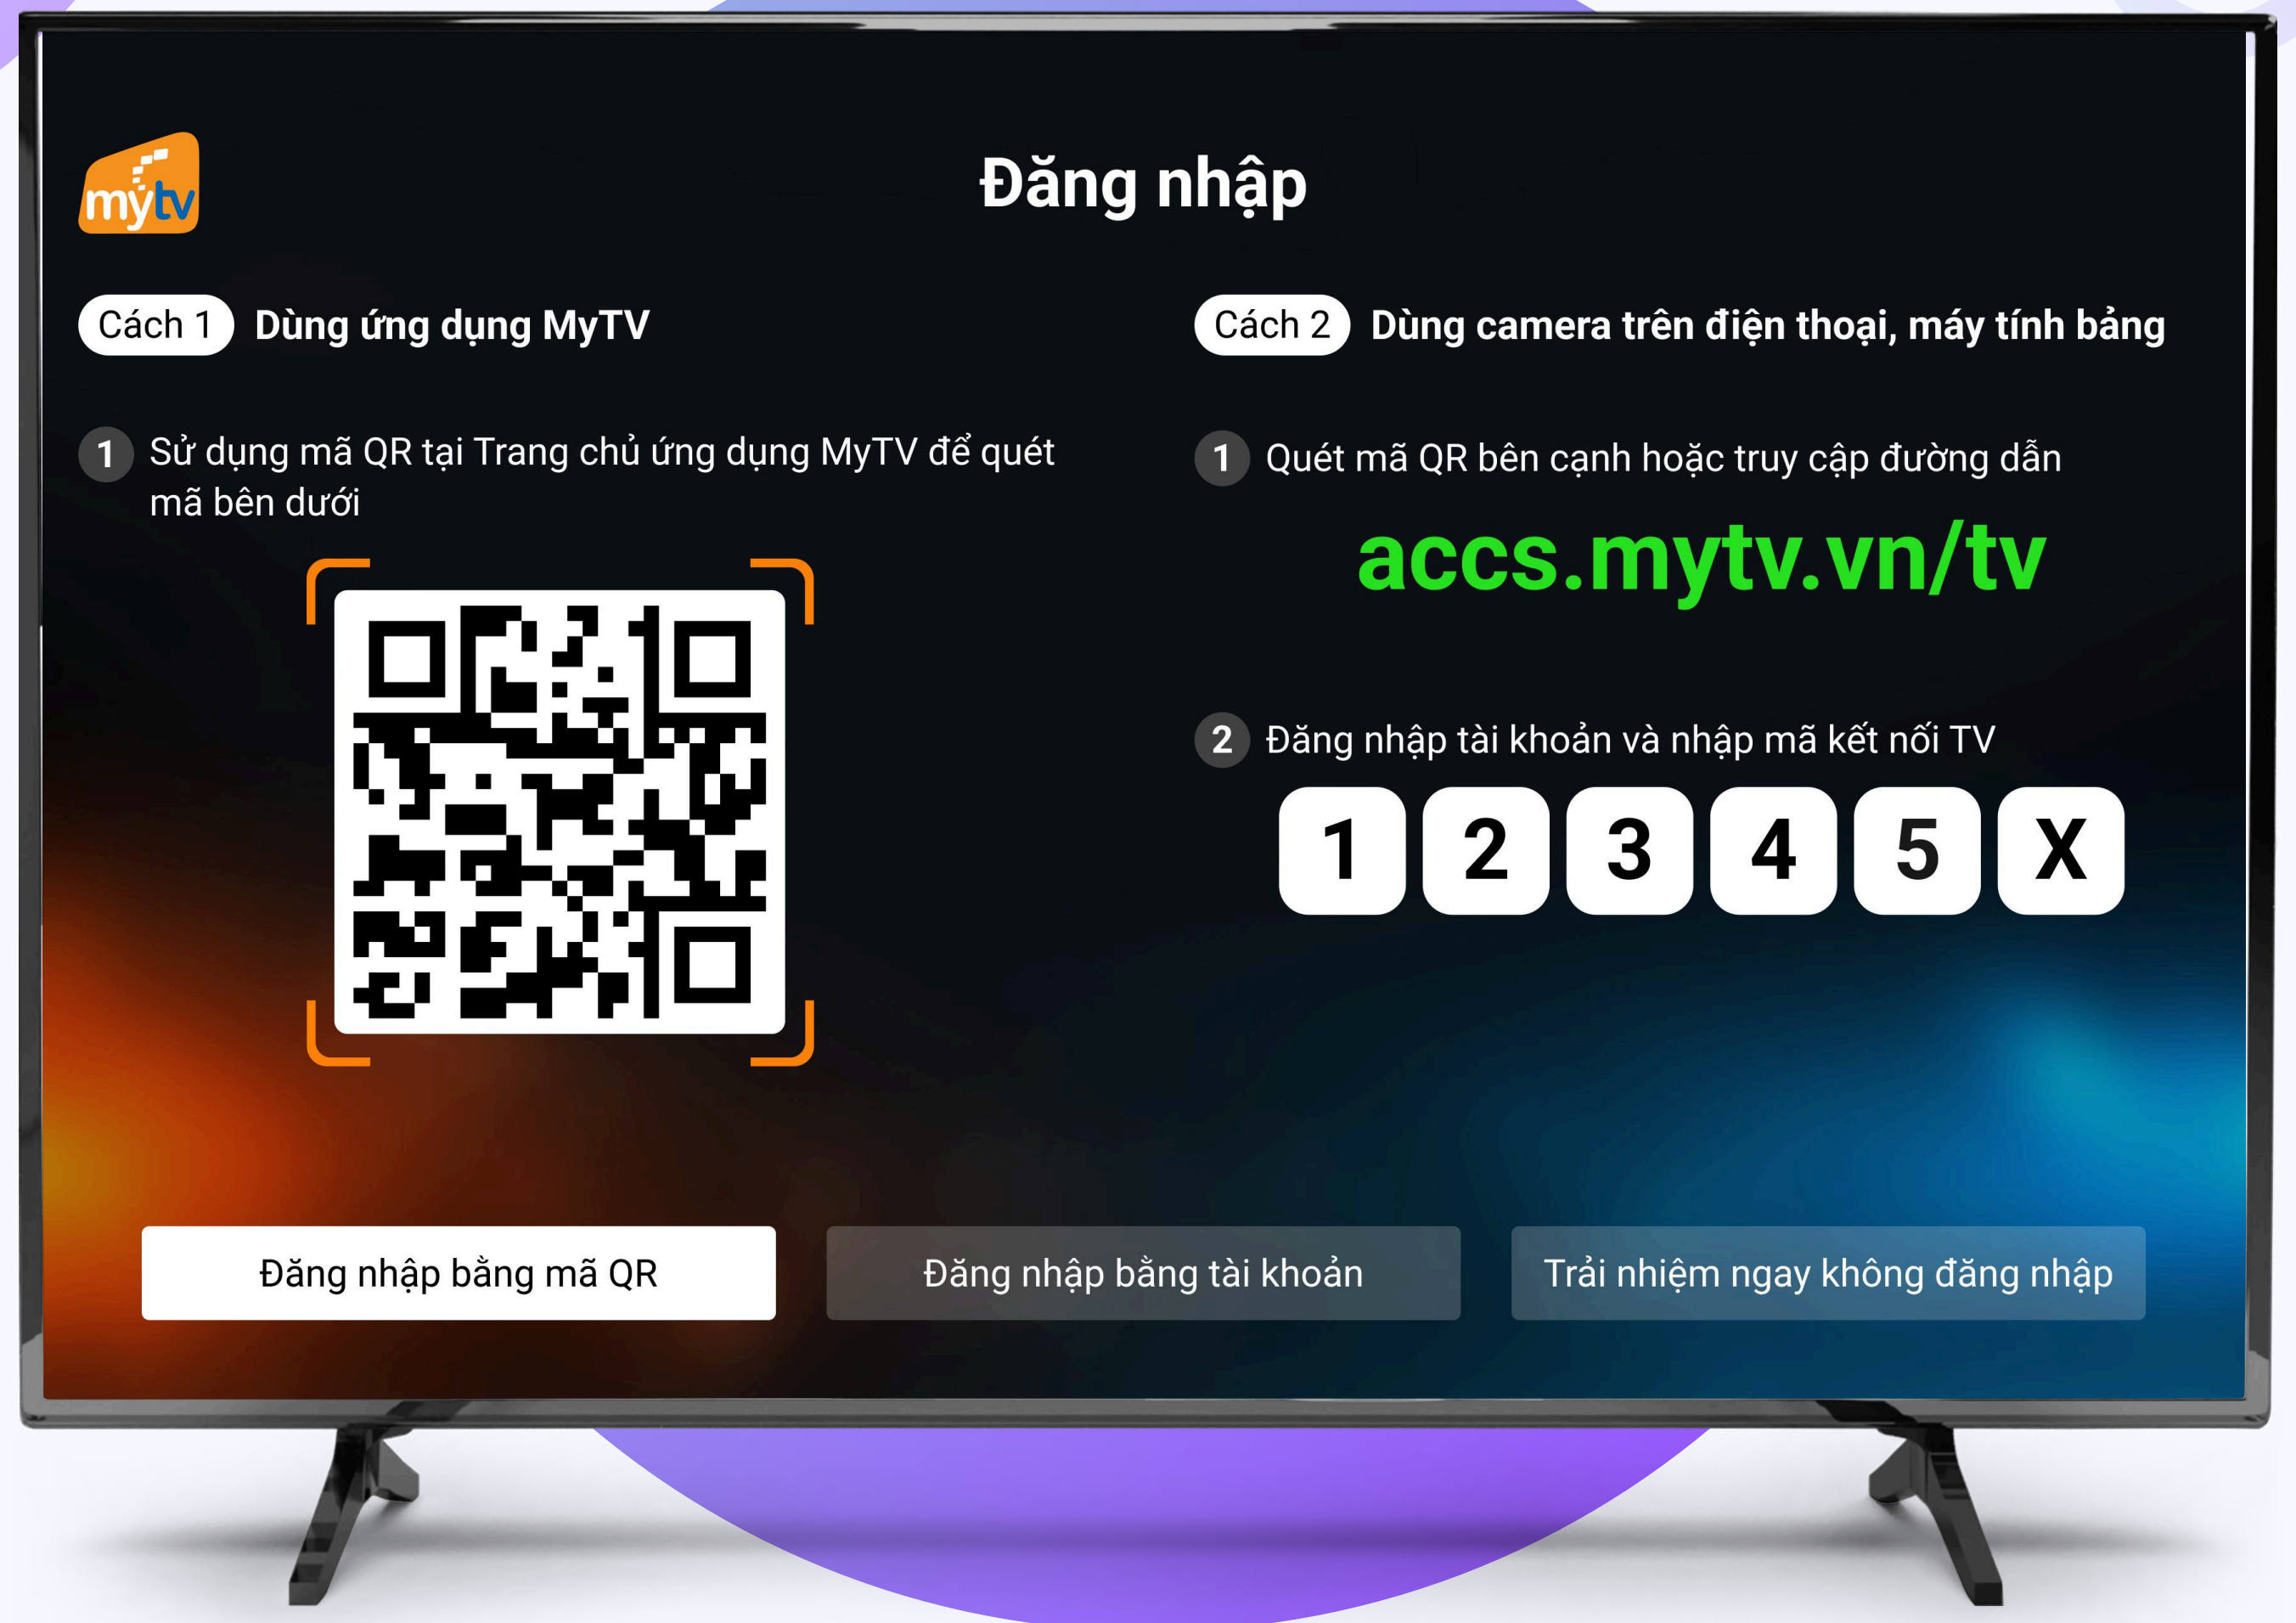 mytv
Đăng nhập
Cách 1 Dùng ứng dụng MyTV
1 Sử dụng mã QR tại Trang chủ ứng dụng MyTV để quét
mã bên dưới
Cách 2 Dùng camera trên điện thoại, máy tính bảng
1 Quét mã QR bên cạnh hoặc truy cập đường dẫn
accs.mytv.vn/tv
2 Đăng nhập tài khoản và nhập mã kết nối TV
1 2 3 4 5 X
Đăng nhập bằng mã QR
Đăng nhập bằng tài khoản
Trải nhiệm ngay không đăng nhập